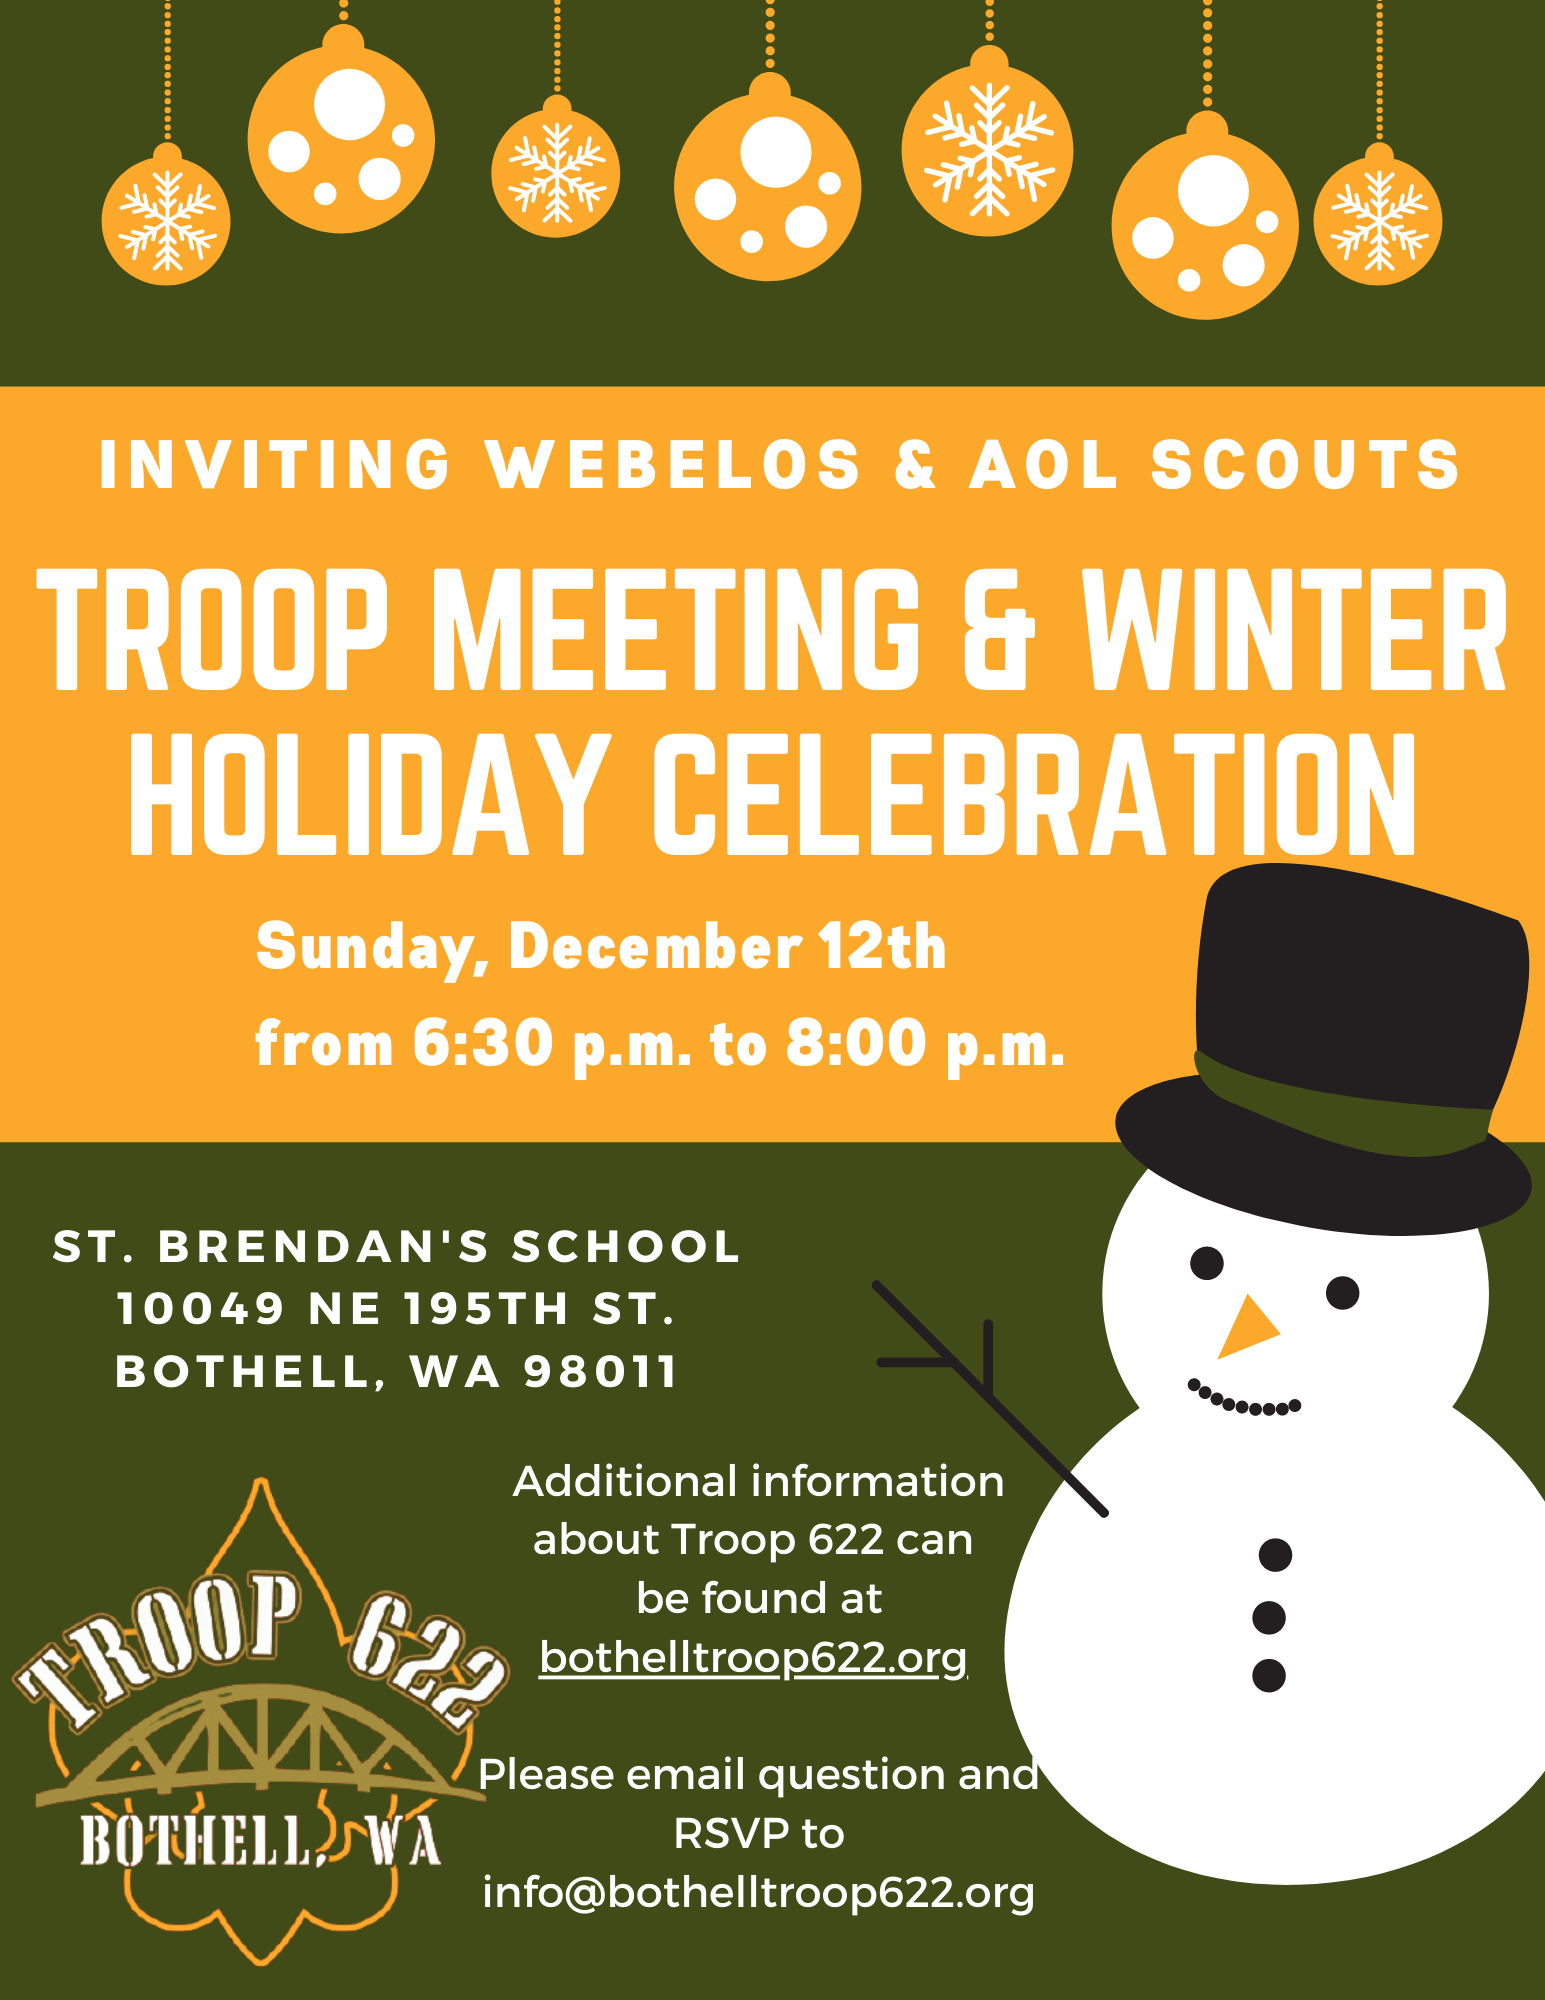 INVITING WEBELOS & AOL SCOUTS
TROOP MEETING & WINTER
HOLIDAY CELEBRATION
Sunday, December 12th
from 6:30 p.m. to 8:00 p.m.
ST. BRENDAN'S SCHOOL
10049 NE 195TH ST.
BOTHELL, WA 98011
Additional information
about Troop 622 can
be found at
bothelltroop622.org
Please email question and
RSVP to
info@bothelltroop622.org
TROOP 622
BOTHELL, WA